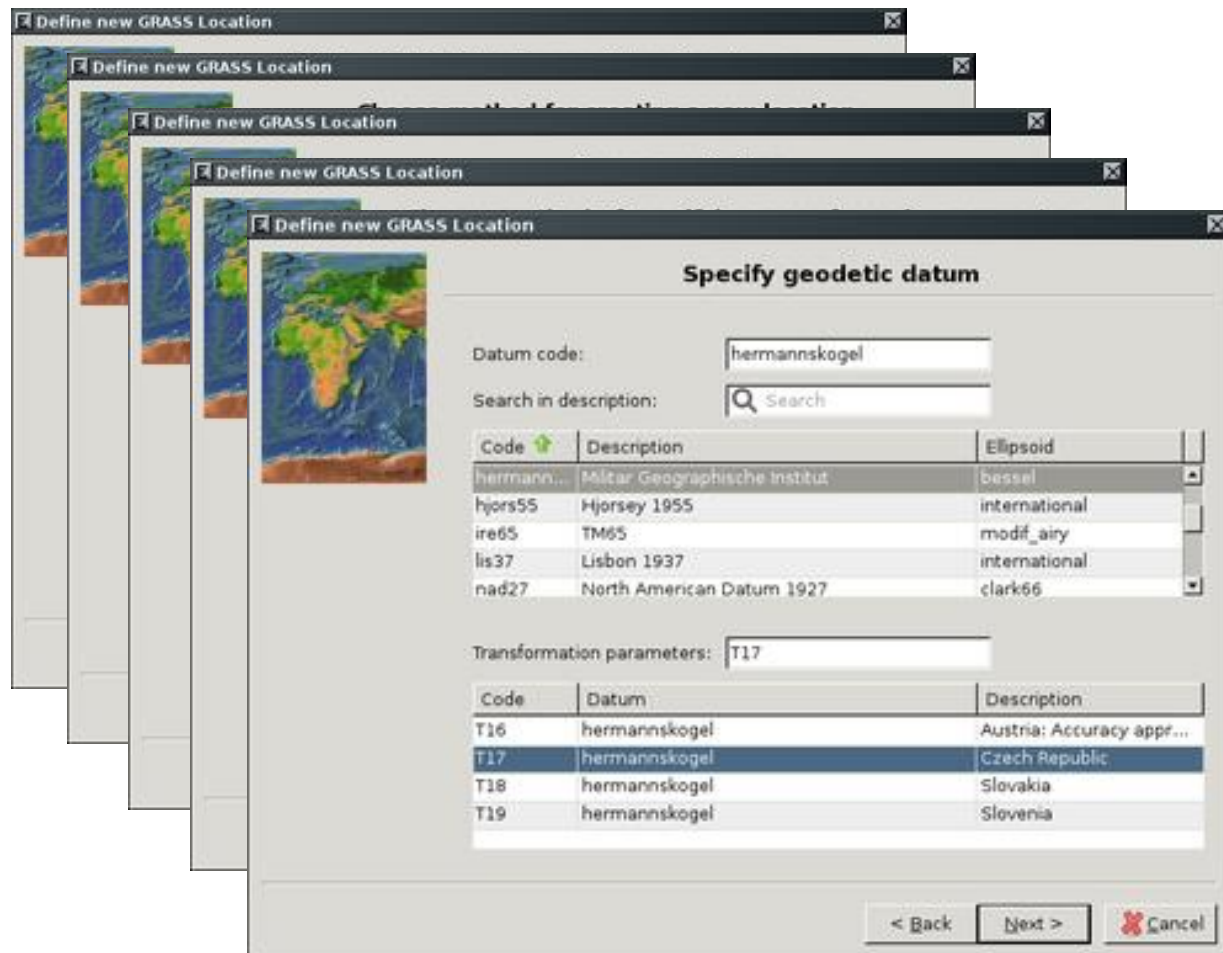 Define new GRASS Location
Define new GRASS Location
Define new GRASS Location
Define new GRASS Location
Define new GRASS Location
Specify geodetic datum
Datum code: hermannskogel
Search in description: Search
Code Description Ellipsoid
hermann... Militar Geographische Institut bessel
hjors55 Hjorsey 1955 international
ire65 TM65 modif_airy
lis37 Lisbon 1937 international
nad27 North American Datum 1927 clark66
Transformation parameters: T17
Code Datum Description
T16 hermannskogel Austria: Accuracy appr...
T17 hermannskogel Czech Republic
T18 hermannskogel Slovakia
T19 hermannskogel Slovenia
< Back Next > Cancel